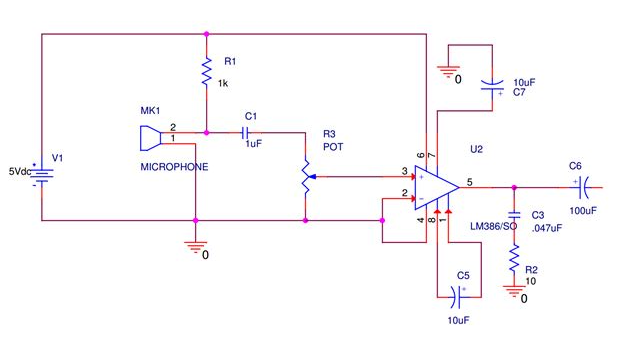 R1
1k
10uF
C7
0
MK1
2
1
C1
1uF
R3
POT
V1
5Vdc
+
-
MICROPHONE
6
7
U2
3
+
2
-
5
4
8
1
LM386/SO
C6
+
100uF
C3
.047uF
R2
10
0
0
C5
+
10uF
+